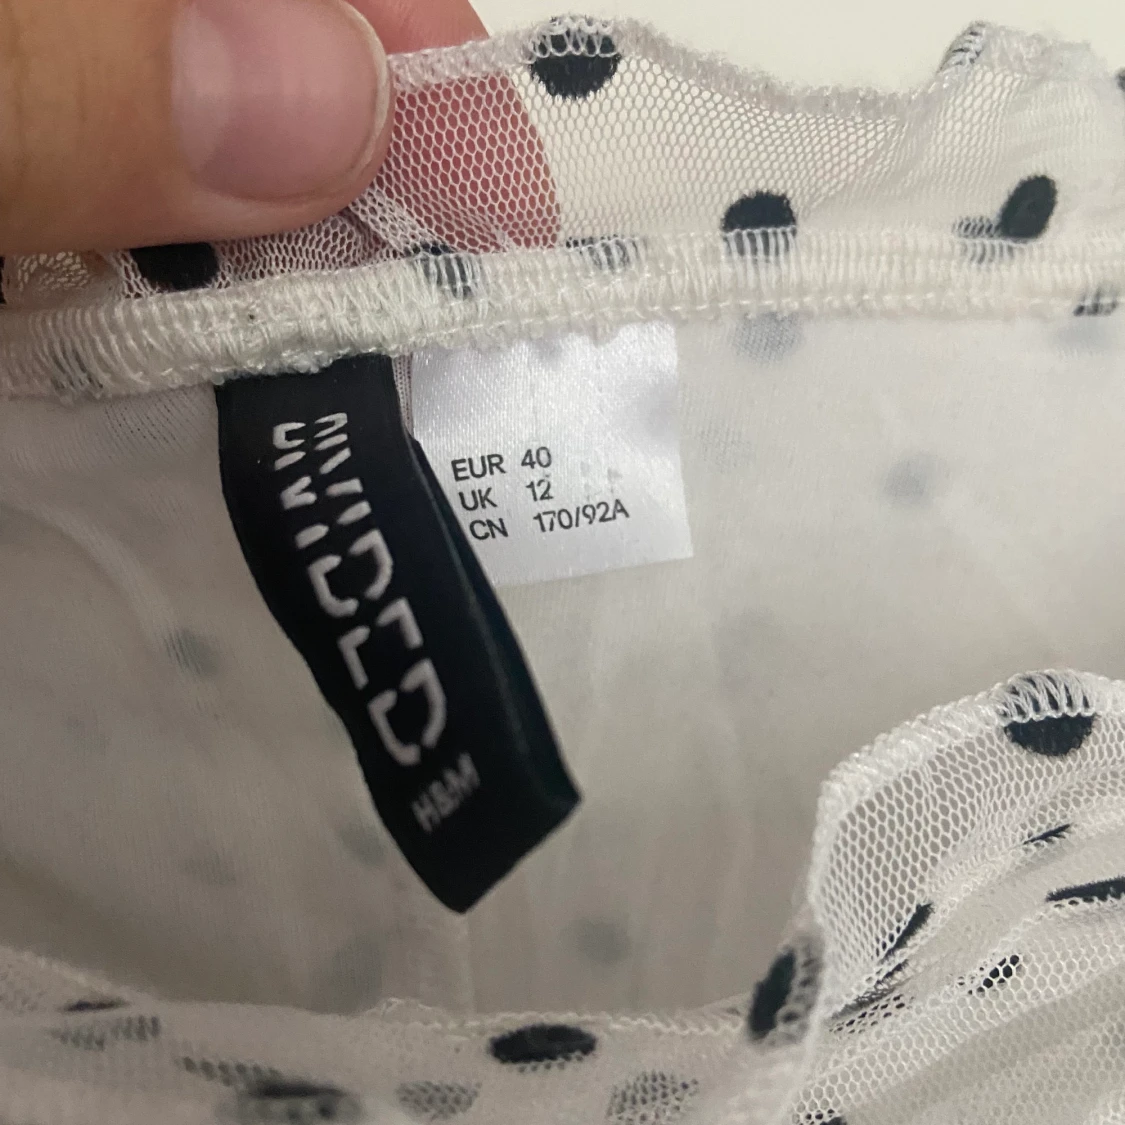 DIVIDED
H&M
EUR 40
UK 12
CN 170/92A